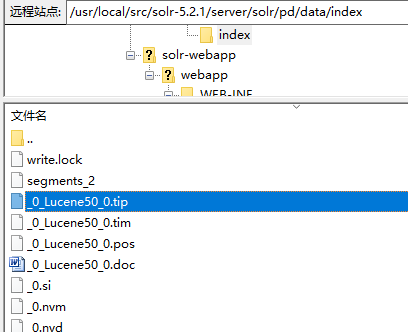 远程站点: /usr/local/src/solr-5.2.1/server/solr/pd/data/index
index
solr-webapp
webapp
WEB-INF
文件名
..
write.lock
segments_2
_0_Lucene50_0.tip
_0_Lucene50_0.tim
_0_Lucene50_0.pos
_0_Lucene50_0.doc
_0.si
_0.nvm
_0.nvd